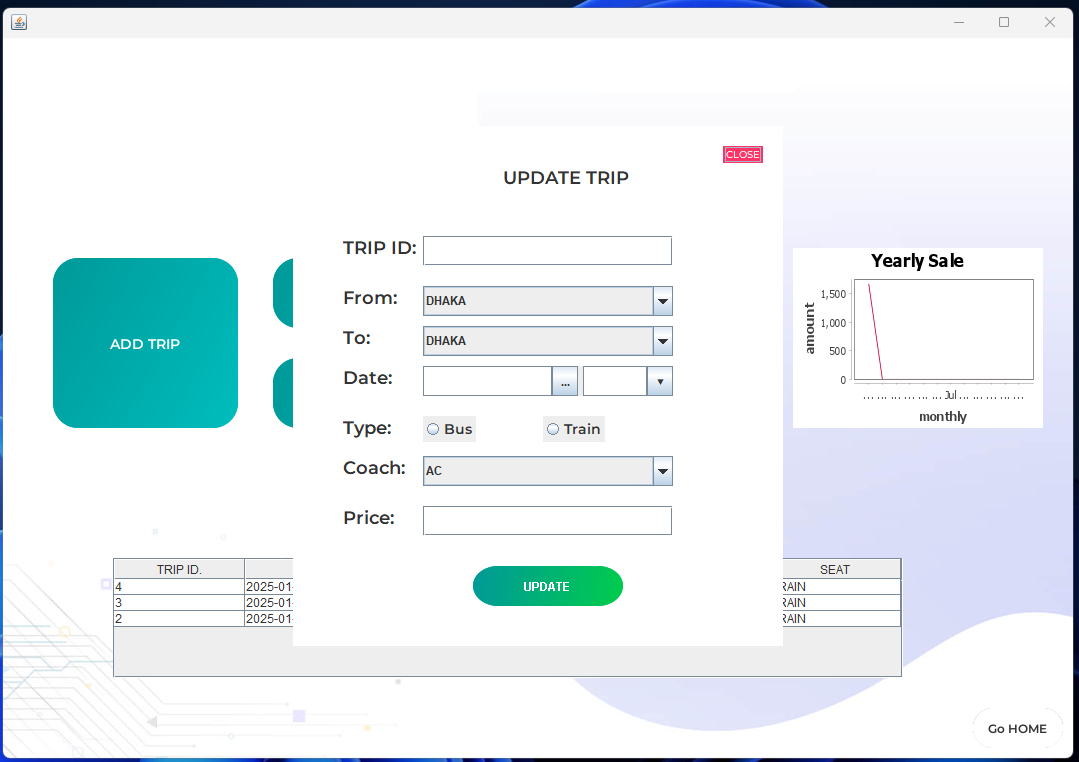 CLOSE
UPDATE TRIP
TRIP ID:
From: DHAKA
To: DHAKA
Date: ...
Type: Bus Train
Coach: AC
Price:
UPDATE
ADD TRIP
Yearly Sale
amount
1,500
1,000
500
0
... ... ... ... ... ... Jul ... ... ... ... ...
monthly
TRIP ID. SEAT
4 2025-01- RAIN
3 2025-01- RAIN
2 2025-01- RAIN
Go HOME